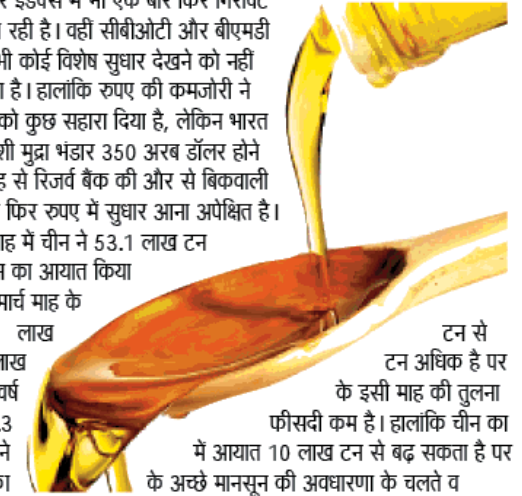 इंडेक्स में भी एक बार फिर गिरावट
रही है। वहीं सीबीओटी और बीएमडी
भी कोई विशेष सुधार देखने को नहीं
है। हालांकि रुपए की कमजोरी ने
को कुछ सहारा दिया है, लेकिन भारत
मुद्रा भंडार 350 अरब डॉलर होने
से रिजर्व बैंक की और से बिकवाली
फिर रुपए में सुधार आना अपेक्षित है।
में चीन ने 53.1 लाख टन
का आयात किया
मार्च माह के
लाख टन से
टन अधिक है पर
के इसी माह की तुलना
फीसदी कम है। हालांकि चीन का
में आयात 10 लाख टन से बढ़ सकता है पर
के अच्छे मानसून की अवधारणा के चलते व